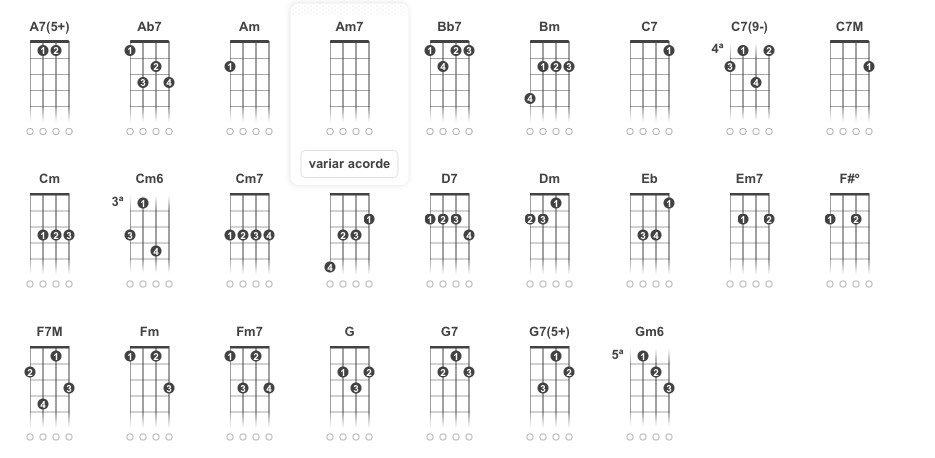 A7(5+) Ab7 Am Am7 Bb7 Bm C7 C7(9-) C7M
1 2
1 2 3 4
1
1 2 3 4
1 2 3 4
1
4ª 1 2 3 4
1
variar acorde
Cm Cm6 Cm7 D7 Dm Eb Em7 F#º
1 2 3
3ª 1 3 4
1 2 3 4
1 2 3 4
1 2 3 4
1 2 3
1 3 4
1 2
1 2
F7M Fm Fm7 G G7 G7(5+) Gm6
1 2 3 4
1 2 3
1 2 3 4
1 2 3
1 2 3
1 2 3
5ª 1 2 3